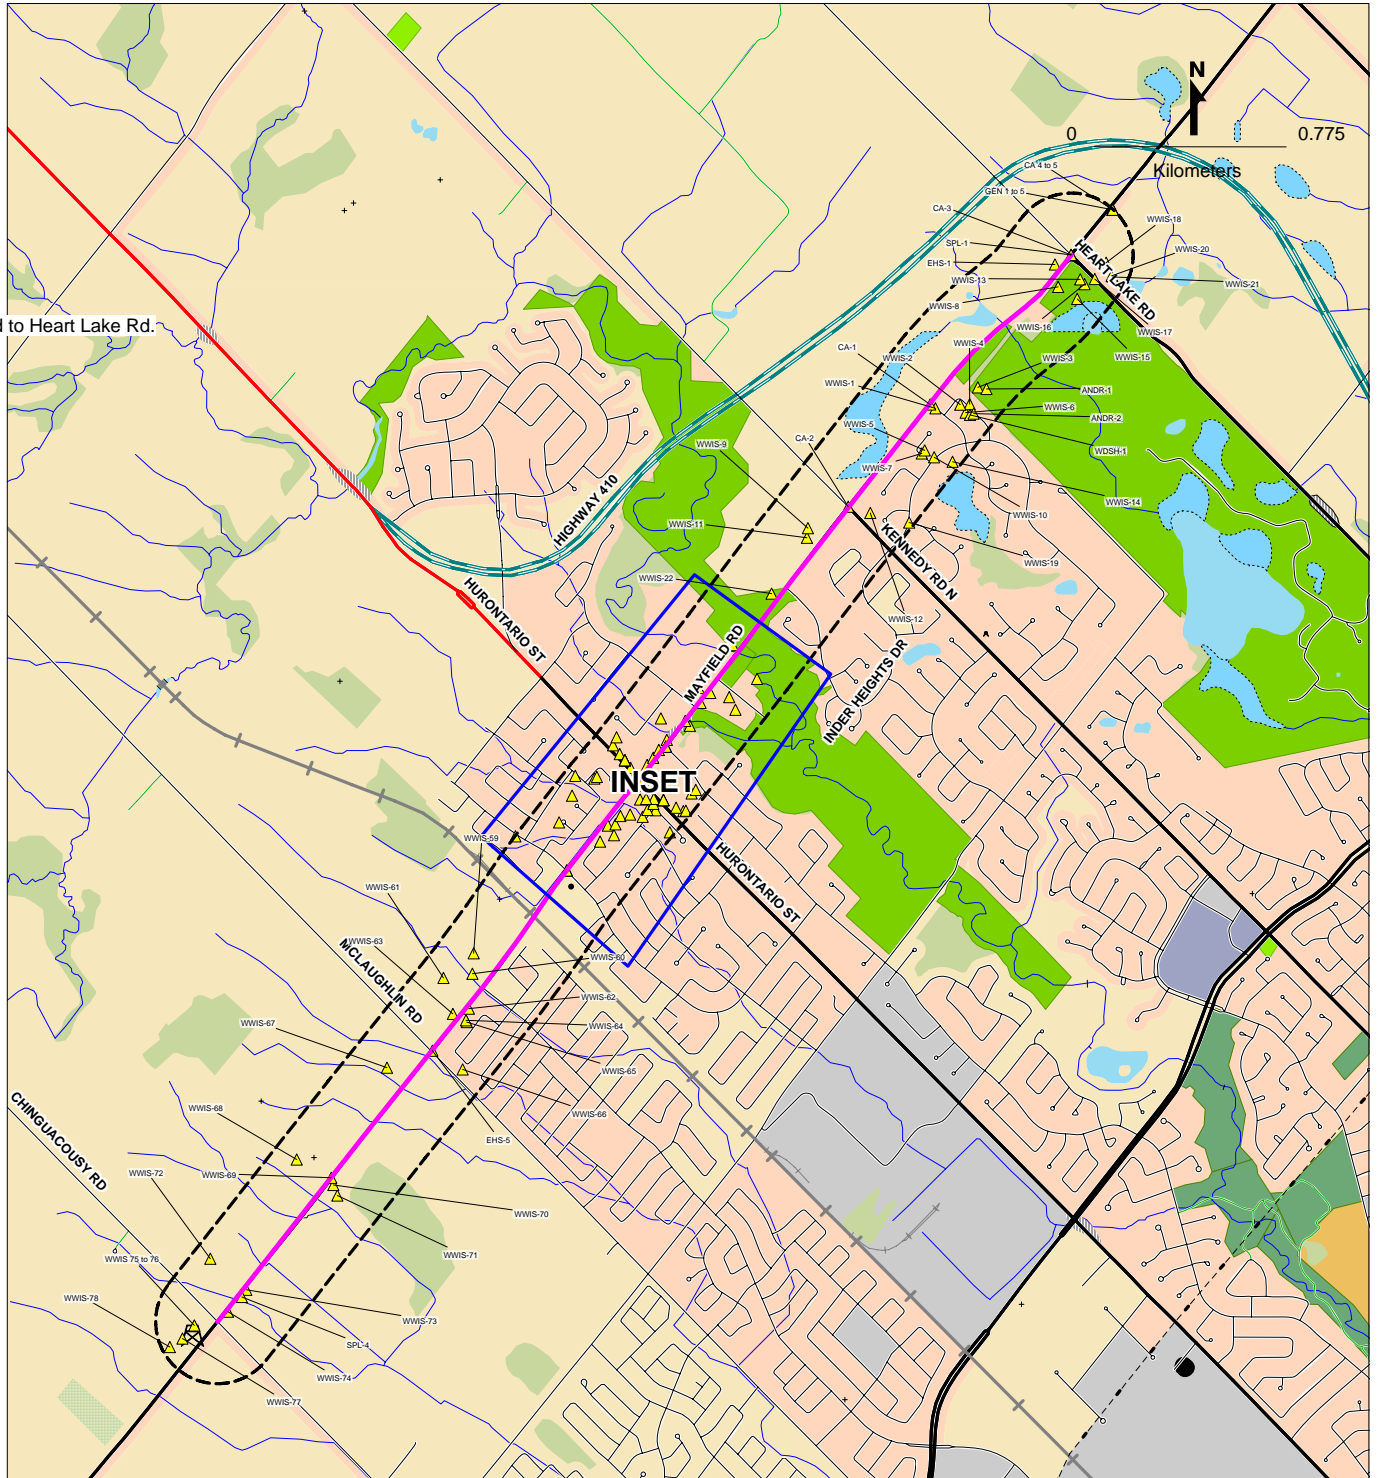 N
0
0.775
Kilometers
CA 4 to 5
GEN 1 to 5
CA-3
WWIS-18
SPL-1
HEART LAKE RD
WWIS-20
EHS-1
WWIS-13
WWIS-21
WWIS-8
d to Heart Lake Rd.
WWIS-16
WWIS-17
WWIS-4
CA-1
WWIS-2
WWIS-3
WWIS-15
WWIS-1
ANDR-1
WWIS-6
ANDR-2
WWIS-5
CA-2
WWIS-9
WDSH-1
WWIS-7
WWIS-14
HIGHWAY 410
WWIS-10
WWIS-11
KENNEDY RD N
WWIS-19
WWIS-22
HURONTARIO ST
WWIS-12
MAYFIELD RD
INDER HEIGHTS DR
INSET
WWIS-59
HURONTARIO ST
WWIS-61
WWIS-63
WWIS-60
MCLAUGHLIN RD
WWIS-62
WWIS-67
WWIS-64
WWIS-65
CHINGUACOUSY RD
WWIS-68
WWIS-66
EHS-5
WWIS-72
WWIS-69
WWIS-70
WWIS-71
WWIS 75 to 76
WWIS-78
WWIS-73
SPL-4
WWIS-74
WWIS-77